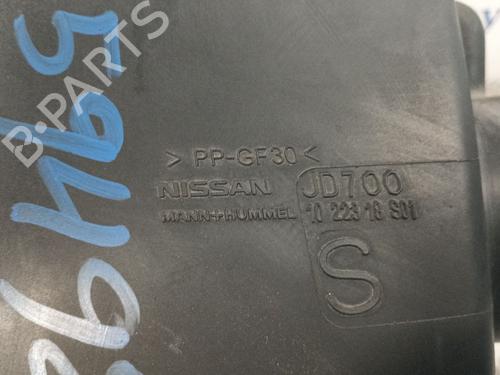 B-PARTS
> PP-GF30 <
NISSAN JD700
MANN+HUMMEL 10 223 16 S01
S